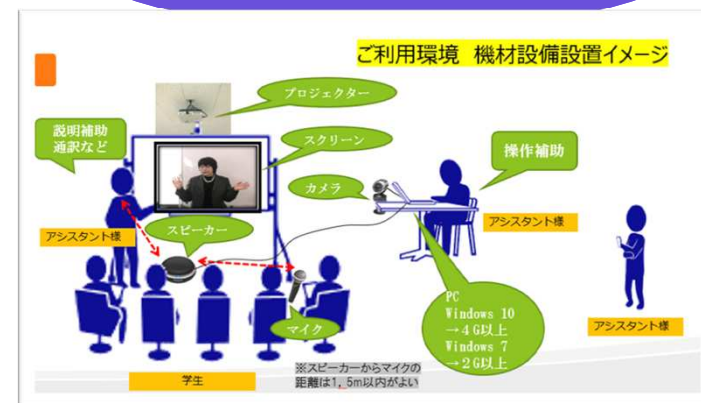 ご利用環境 機材設備設置イメージ
プロジェクター
説明補助
通訳など
スクリーン
操作補助
カメラ
アシスタント様
スピーカー
アシスタント様
PC
Windows 10
→4G以上
Windows 7
→2G以上
マイク
アシスタント様
学生
※スピーカーからマイクの
距離は1,5m以内がよい